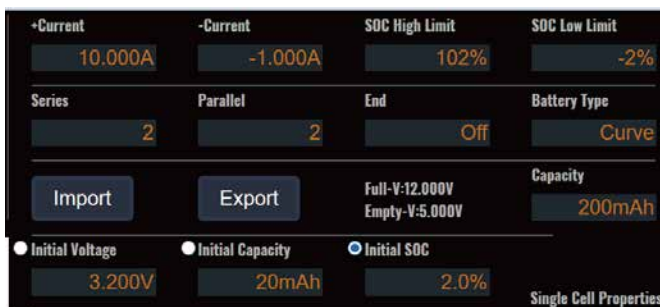 +Current -Current SOC High Limit SOC Low Limit
10.000A -1.000A 102% -2%
Series Parallel End Battery Type
2 2 Off Curve
Import Export Full-V:12.000V Capacity
Empty-V:5.000V 200mAh
Initial Voltage Initial Capacity Initial SOC
3.200V 20mAh 2.0%
Single Cell Properties